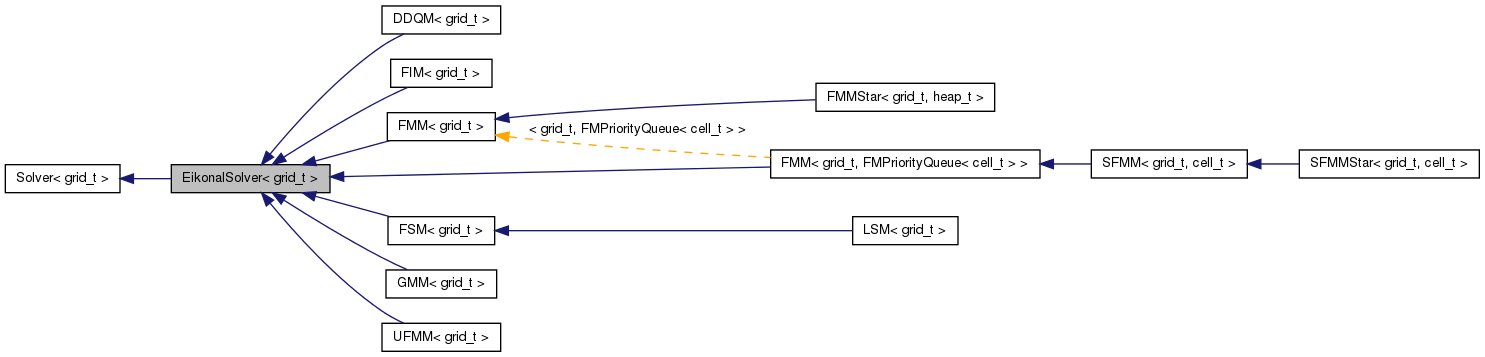 DDQM< grid_t >
FIM< grid_t >
FMMStar< grid_t, heap_t >
FMM< grid_t >
< grid_t, FMPriorityQueue< cell_t > >
FMM< grid_t, FMPriorityQueue< cell_t > >
SFMM< grid_t, cell_t >
SFMMStar< grid_t, cell_t >
Solver< grid_t >
EikonalSolver< grid_t >
FSM< grid_t >
LSM< grid_t >
GMM< grid_t >
UFMM< grid_t >